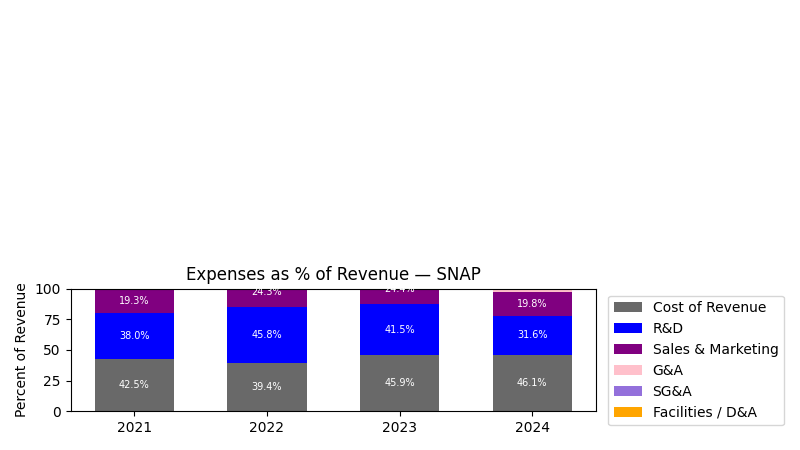 Expenses as % of Revenue — SNAP
Percent of Revenue
100
75
50
25
0
19.3%
24.3%
24.4%
19.8%
38.0%
45.8%
41.5%
31.6%
42.5%
39.4%
45.9%
46.1%
2021
2022
2023
2024
Cost of Revenue
R&D
Sales & Marketing
G&A
SG&A
Facilities / D&A